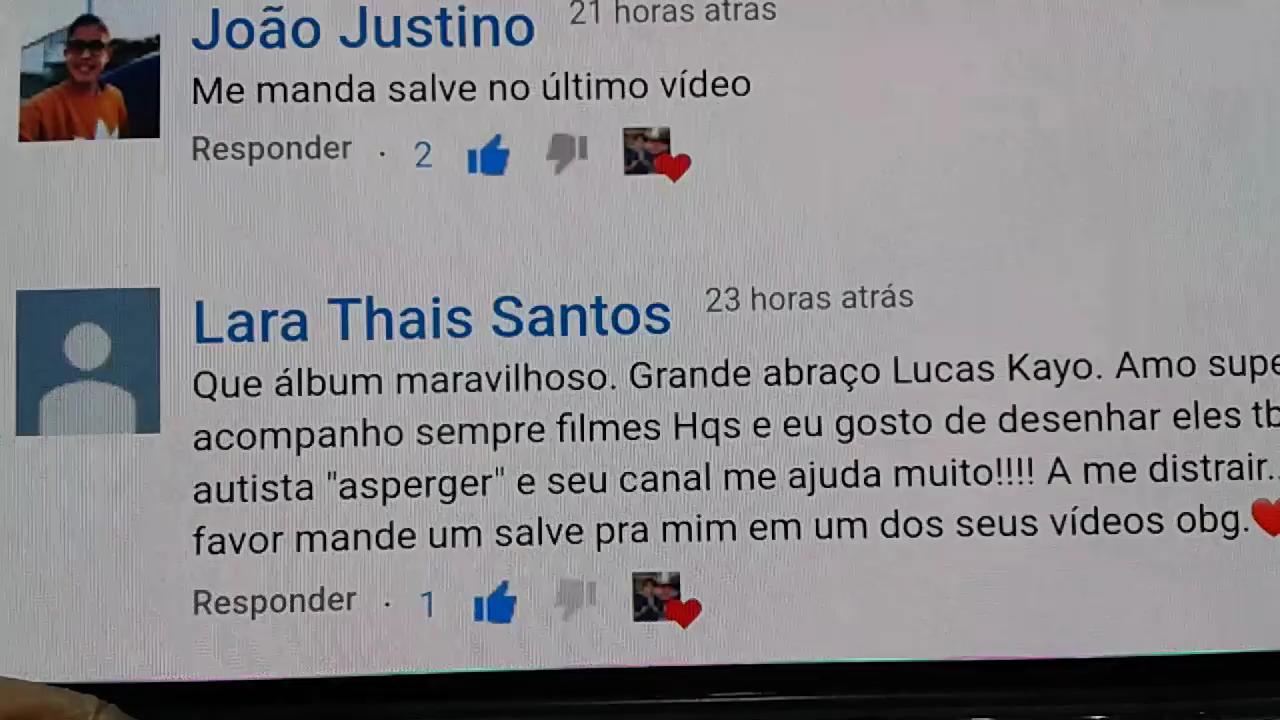 João Justino 21 horas atrás
Me manda salve no último vídeo
Responder · 2
Lara Thais Santos 23 horas atrás
Que álbum maravilhoso. Grande abraço Lucas Kayo. Amo
acompanho sempre filmes Hqs e eu gosto de desenhar eles
autista "asperger" e seu canal me ajuda muito!!!! A me distrair..
favor mande um salve pra mim em um dos seus vídeos obg.❤
Responder · 1